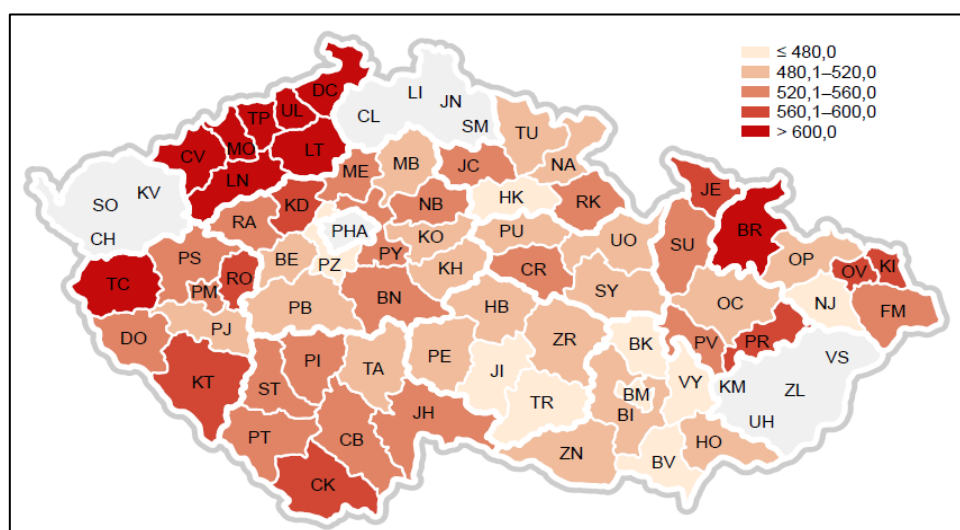 ≤ 480,0
480,1–520,0
520,1–560,0
560,1–600,0
> 600,0
DC
LI
JN
UL
TP
CL
SM
TU
MO
LT
CV
ME
MB
JC
NA
LN
KV
KD
NB
HK
RK
JE
SO
RA
PHA
KO
PU
UO
SU
BR
CH
PS
BE
PZ
PY
KH
CR
OP
OV
KI
TC
RO
PM
PB
BN
HB
SY
OC
NJ
FM
DO
PJ
PI
TA
PE
ZR
BK
PV
PR
VS
KT
ST
JI
TR
BM
VY
KM
ZL
PT
CB
JH
BI
UH
ZN
HO
BV
CK